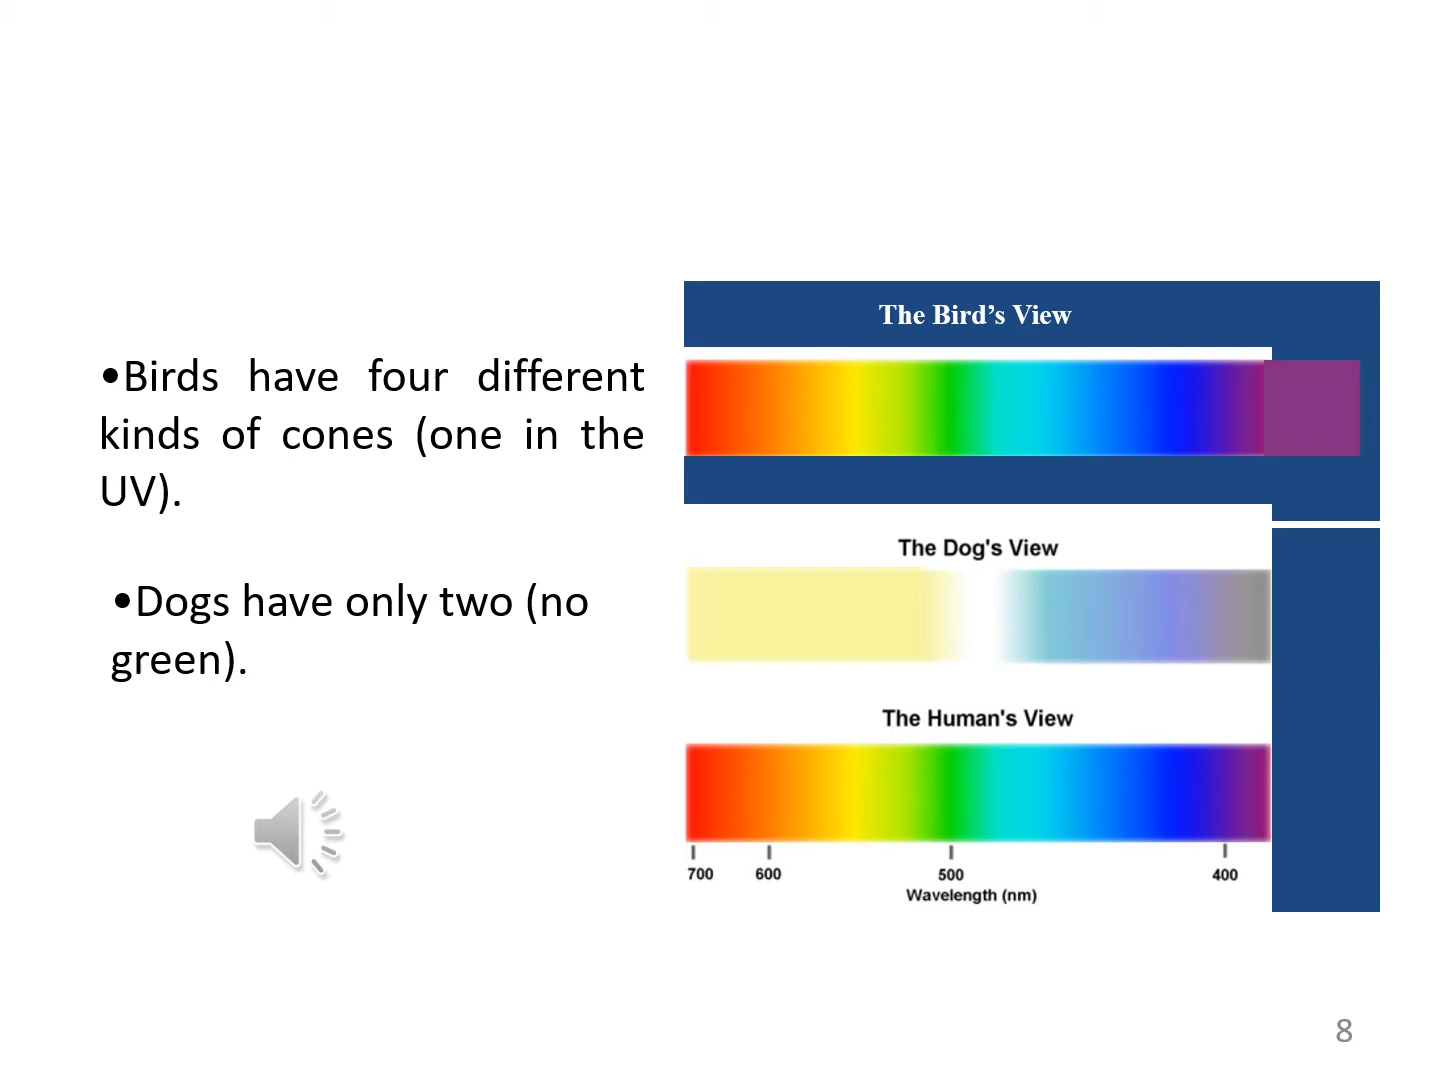 •Birds have four different
kinds of cones (one in the
UV).
•Dogs have only two (no
green).
The Bird’s View
The Dog's View
The Human's View
700 600 500 400
Wavelength (nm)
8